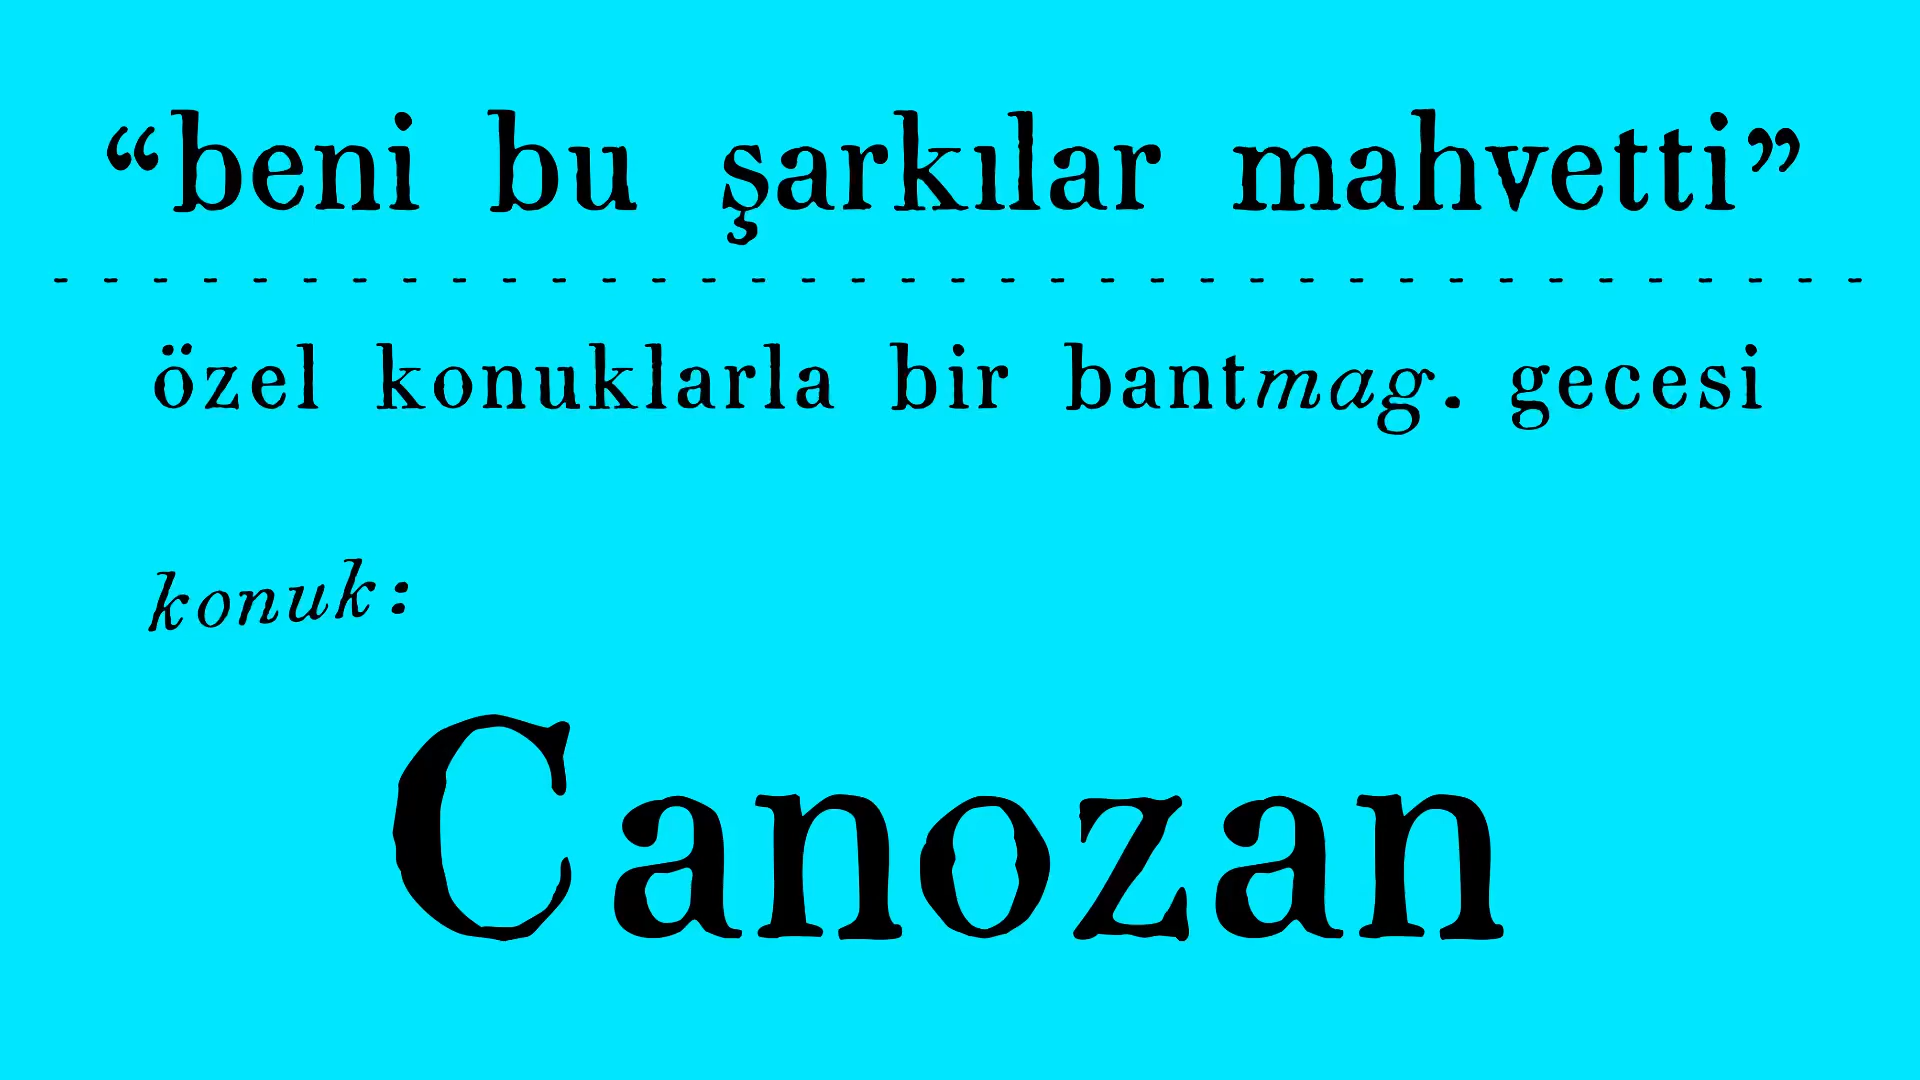 “beni bu şarkılar mahvetti”
özel konuklarla bir bantmag. gecesi
konuk:
Canozan